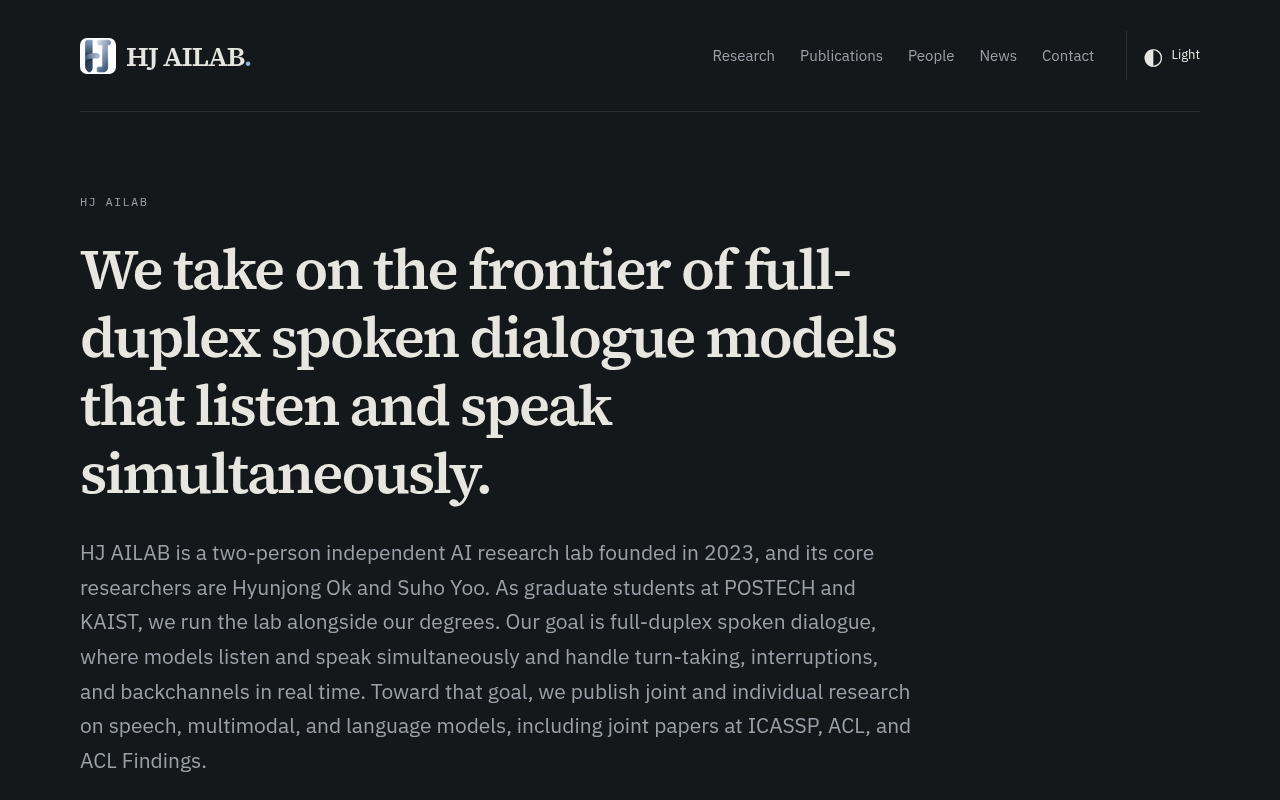 HJ AILAB.
Research
Publications
People
News
Contact
Light
HJ AILAB
We take on the frontier of full-
duplex spoken dialogue models
that listen and speak
simultaneously.
HJ AILAB is a two-person independent AI research lab founded in 2023, and its core
researchers are Hyunjong Ok and Suho Yoo. As graduate students at POSTECH and
KAIST, we run the lab alongside our degrees. Our goal is full-duplex spoken dialogue,
where models listen and speak simultaneously and handle turn-taking, interruptions,
and backchannels in real time. Toward that goal, we publish joint and individual research
on speech, multimodal, and language models, including joint papers at ICASSP, ACL, and
ACL Findings.